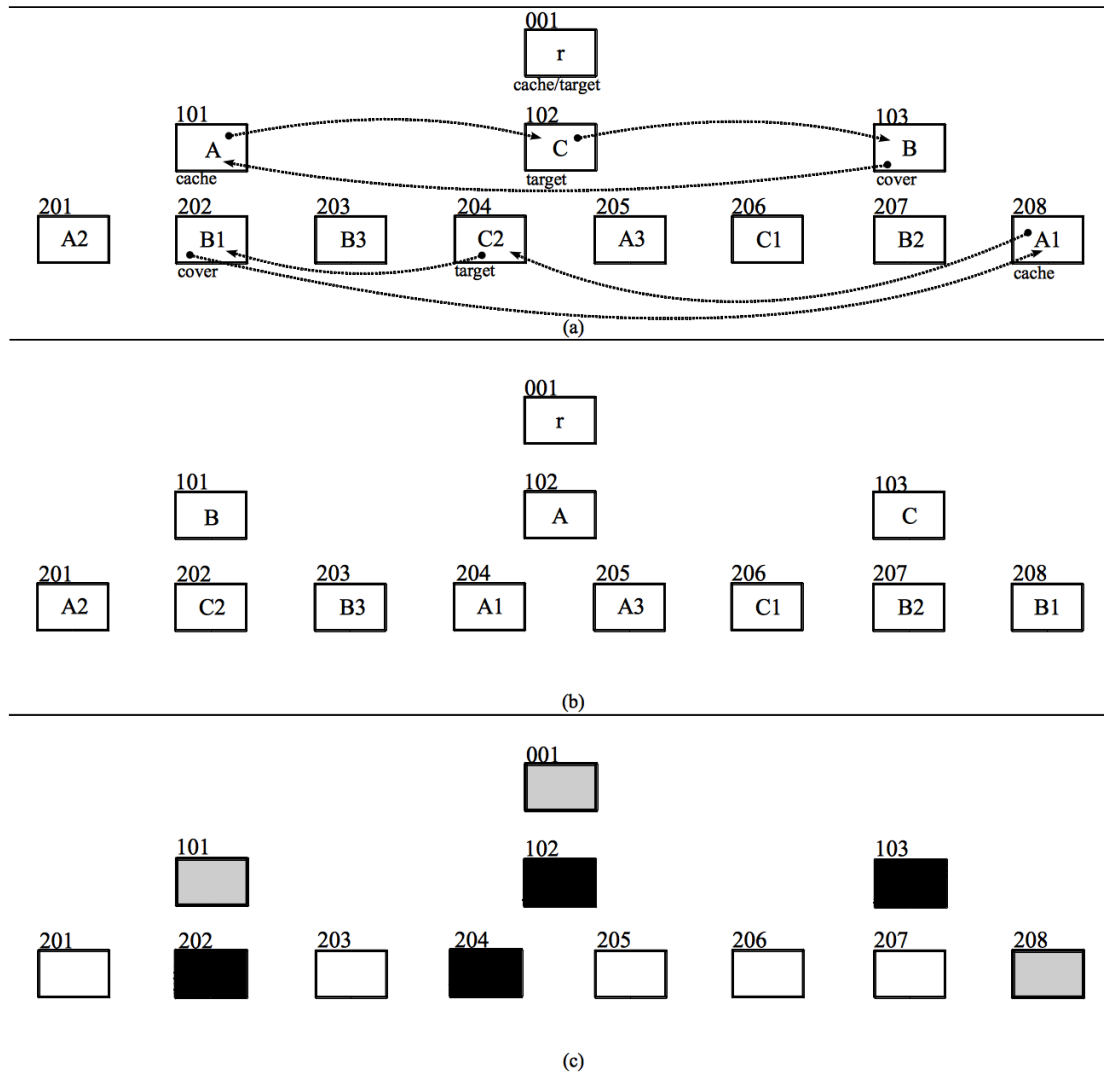 001
r
cache/target
101 102 103
A C B
cache target cover
201 202 203 204 205 206 207 208
A2 B1 B3 C2 A3 C1 B2 A1
cover target cache
(a)
001
r
101 102 103
B A C
201 202 203 204 205 206 207 208
A2 C2 B3 A1 A3 C1 B2 B1
(b)
001
101 102 103
201 202 203 204 205 206 207 208
(c)